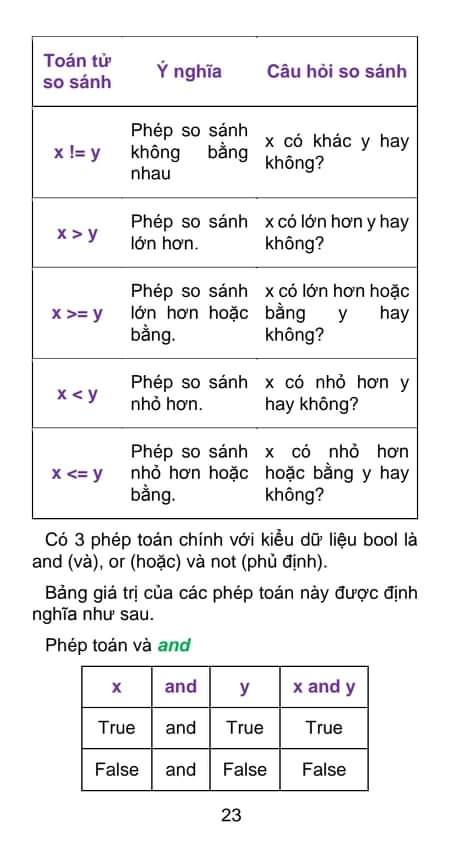 Toán tử so sánh Ý nghĩa Câu hỏi so sánh
x != y Phép so sánh không bằng nhau x có khác y hay không?
x > y Phép so sánh lớn hơn. x có lớn hơn y hay không?
x >= y Phép so sánh lớn hơn hoặc bằng. x có lớn hơn hoặc bằng y hay không?
x < y Phép so sánh nhỏ hơn. x có nhỏ hơn y hay không?
x <= y Phép so sánh nhỏ hơn hoặc bằng. x có nhỏ hơn hoặc bằng y hay không?
Có 3 phép toán chính với kiểu dữ liệu bool là
and (và), or (hoặc) và not (phủ định).
Bảng giá trị của các phép toán này được định
nghĩa như sau.
Phép toán và and
x and y x and y
True and True True
False and False False
23